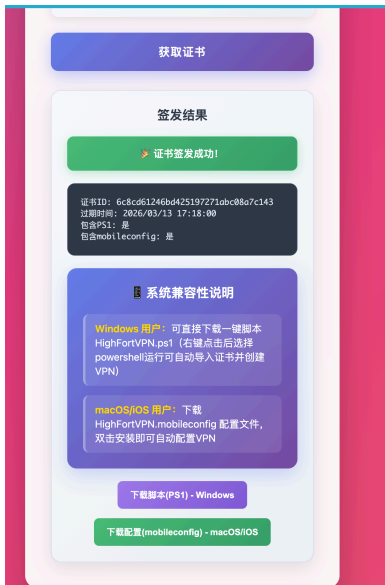 获取证书
签发结果
🎉 证书签发成功！
证书ID: 6c8cd61246bd425197271abc08a7c143
过期时间: 2026/03/13 17:18:00
包含PS1: 是
包含mobileconfig: 是
📱 系统兼容性说明
Windows 用户：可直接下载一键脚本
HighFortVPN.ps1（右键点击后选择
powershell运行可自动导入证书并创建
VPN）
macOS/iOS 用户：下载
HighFortVPN.mobileconfig 配置文件，
双击安装即可自动配置VPN
下载脚本(PS1) - Windows
下载配置(mobileconfig) - macOS/iOS